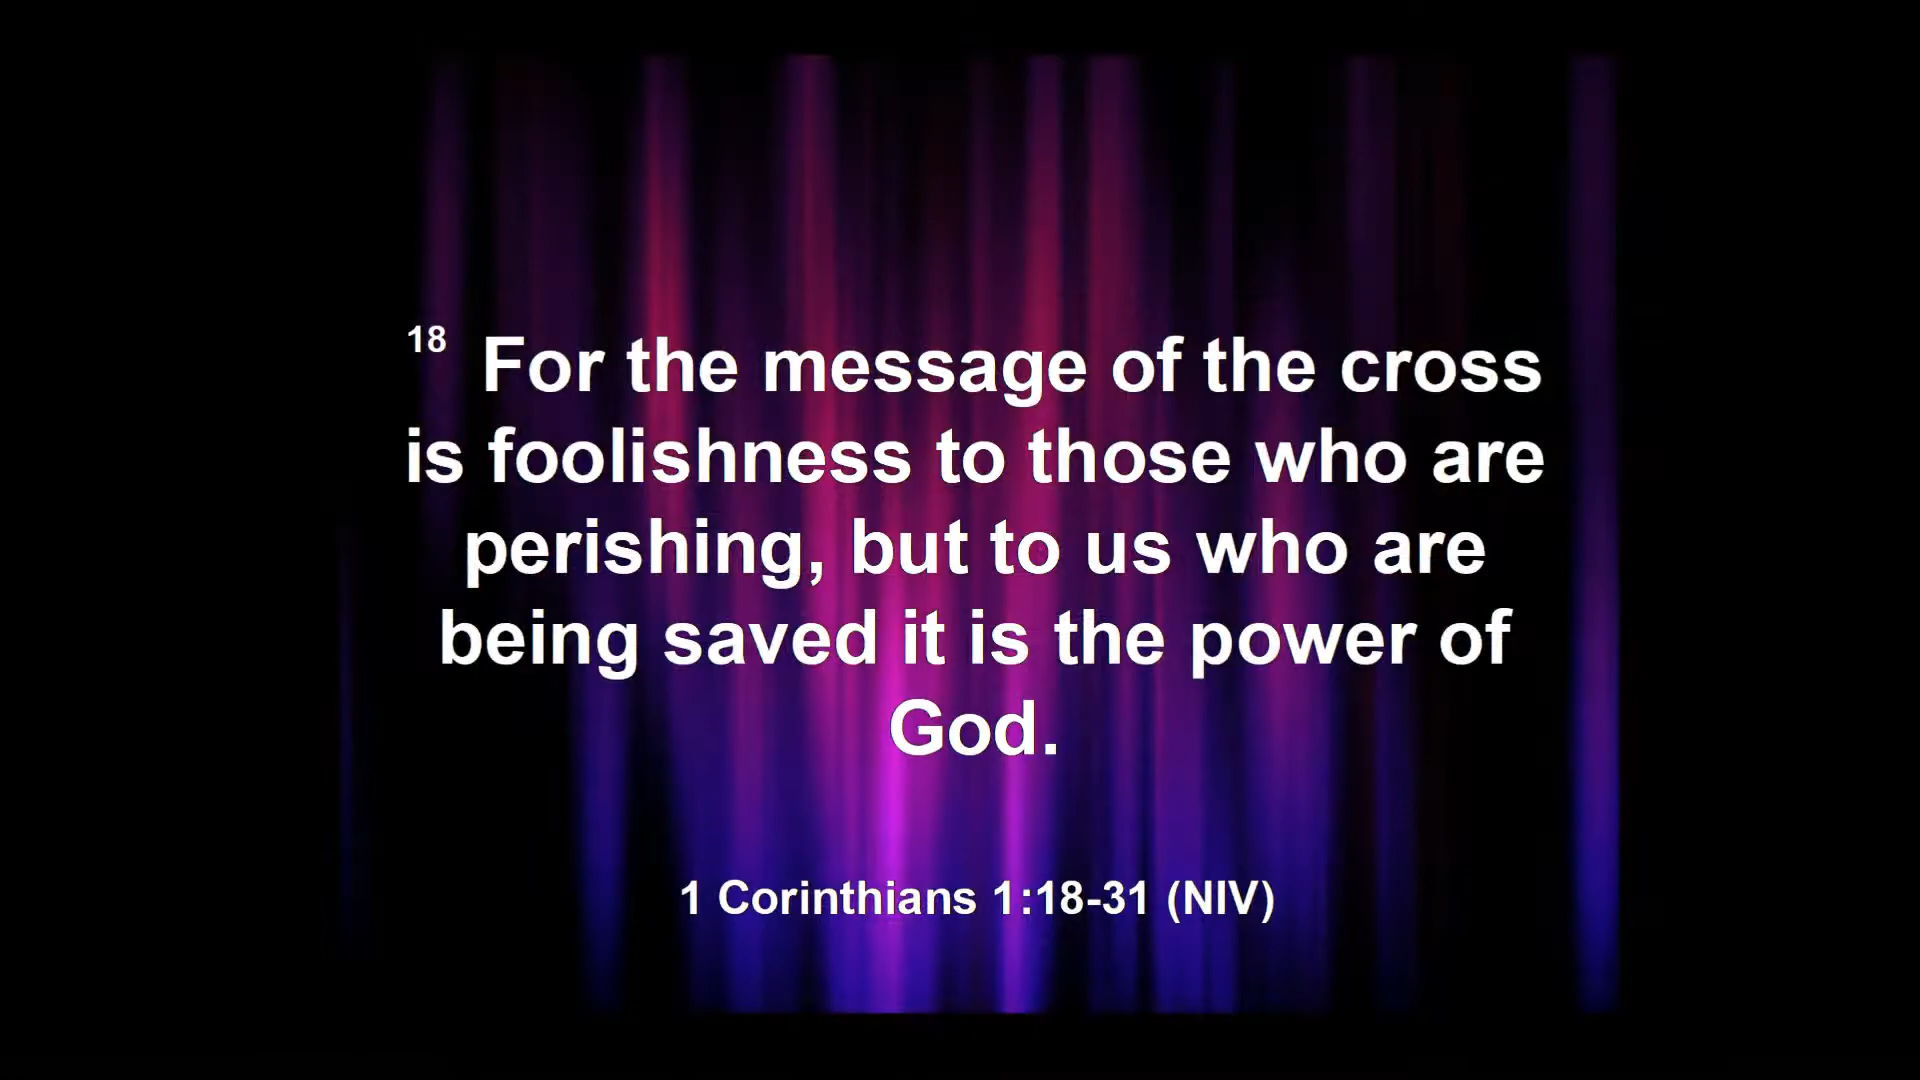 18 For the message of the cross
is foolishness to those who are
perishing, but to us who are
being saved it is the power of
God.
1 Corinthians 1:18-31 (NIV)